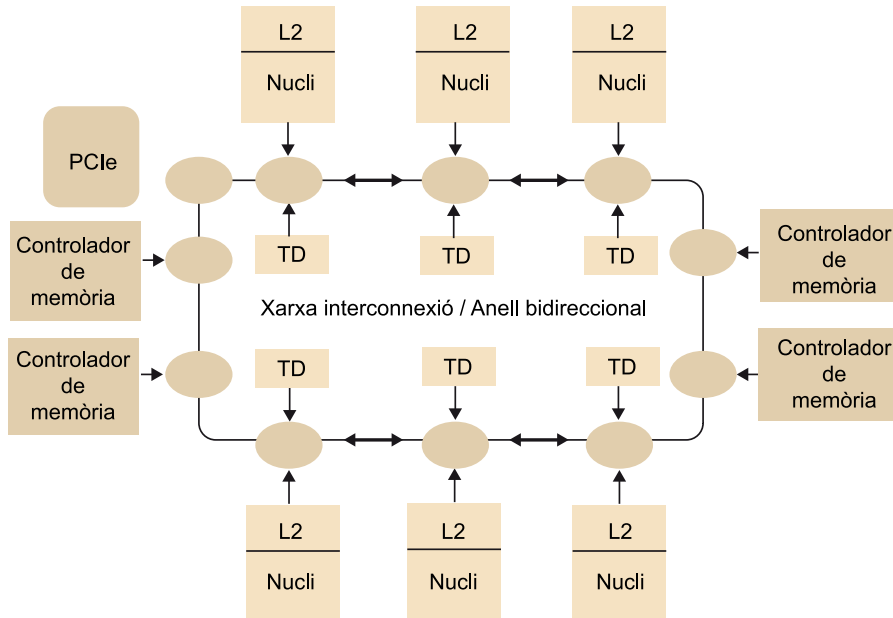 L2
Nucli
L2
Nucli
L2
Nucli
PCIe
Controlador
de
memòria
TD
TD
TD
Controlador
de
memòria
Xarxa interconnexió / Anell bidireccional
Controlador
de
memòria
TD
TD
TD
Controlador
de
memòria
L2
Nucli
L2
Nucli
L2
Nucli